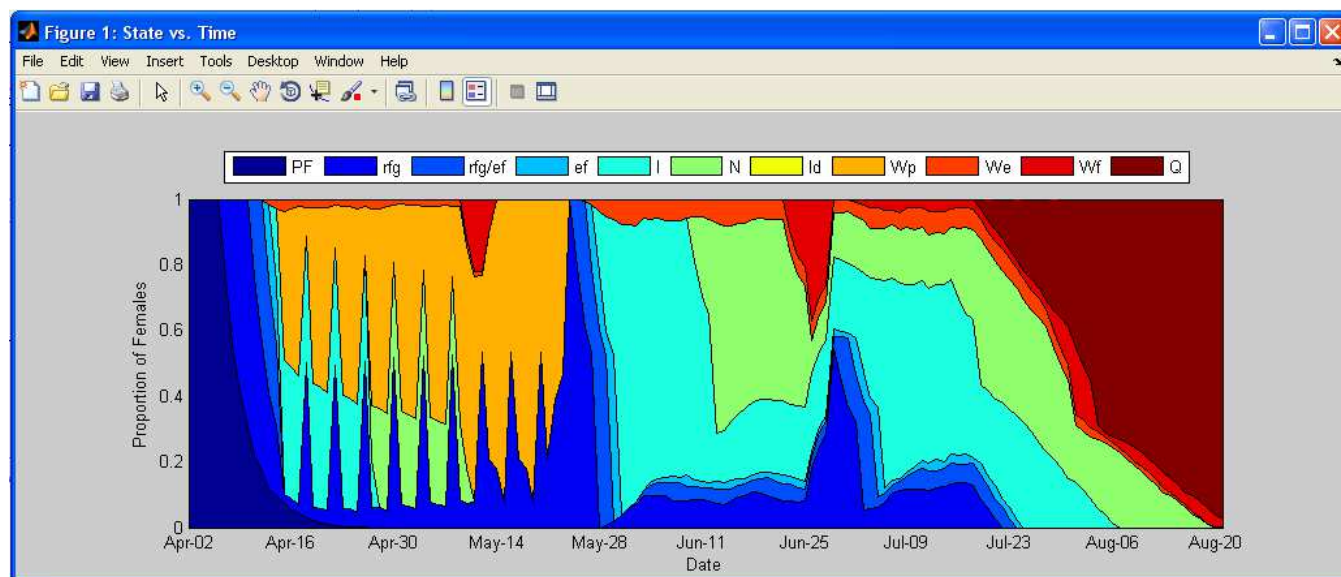 Figure 1: State vs. Time
File Edit View Insert Tools Desktop Window Help
PF rfg rfg/ef ef I N Id Wp We Wf Q
1
0.8
0.6
0.4
0.2
0
Proportion of Females
Apr-02 Apr-16 Apr-30 May-14 May-28 Jun-11 Jun-25 Jul-09 Jul-23 Aug-06 Aug-20
Date